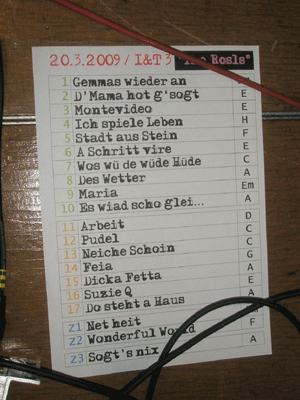 20.3.2009 / I&T 3 "The Rosls"
1 Gemmas wieder an
2 D'Mama hot g'sogt E
3 Montevideo E
4 Ich spiele Leben H
5 Stadt aus Stein F
6 A Schritt vire E
7 Wos wü de wüde Hüde C
8 Des Wetter A
9 Maria Em
10 Es wiad scho glei... A
11 Arbeit D
12 Pudel C
13 Neiche Schoin C
14 Feia G
15 Dicka Fetta A
16 Suzie Q E
17 Do steht a Haus A
Z1 Net heit
Z2 Wonderful World F
Z3 Sogt's nix A